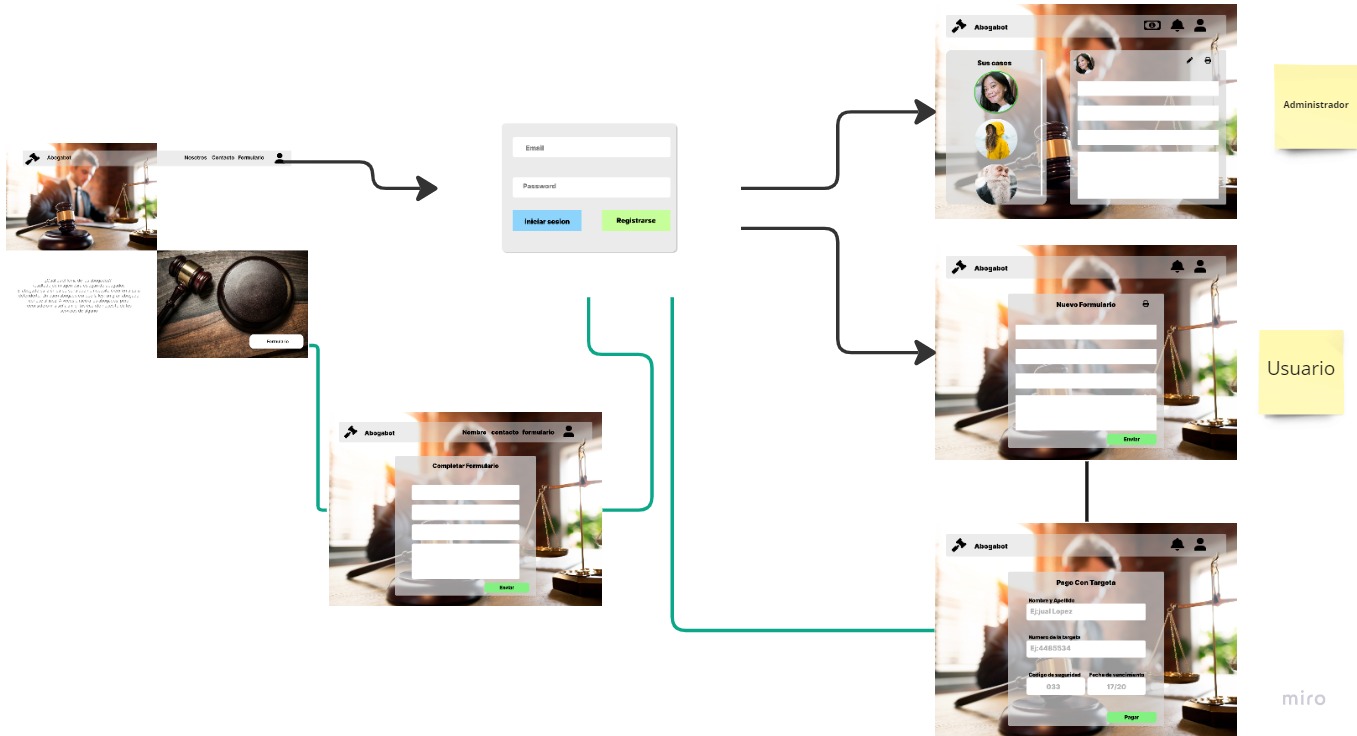 Abogabot
Nosotros Contacto Formulario
Formulario
Email
Password
Iniciar sesion
Registrarse
Abogabot
Nombre contacto formulario
Completar Formulario
Enviar
Abogabot
Sus casos
Administrador
Abogabot
Nuevo Formulario
Enviar
Usuario
Abogabot
Pago Con Targeta
Nombre y Apellido
Ej:jual Lopez
Numero de la targeta
Ej:4465534
Codigo de seguridad Fecha de vencimiento
033 17/20
Pagar
miro